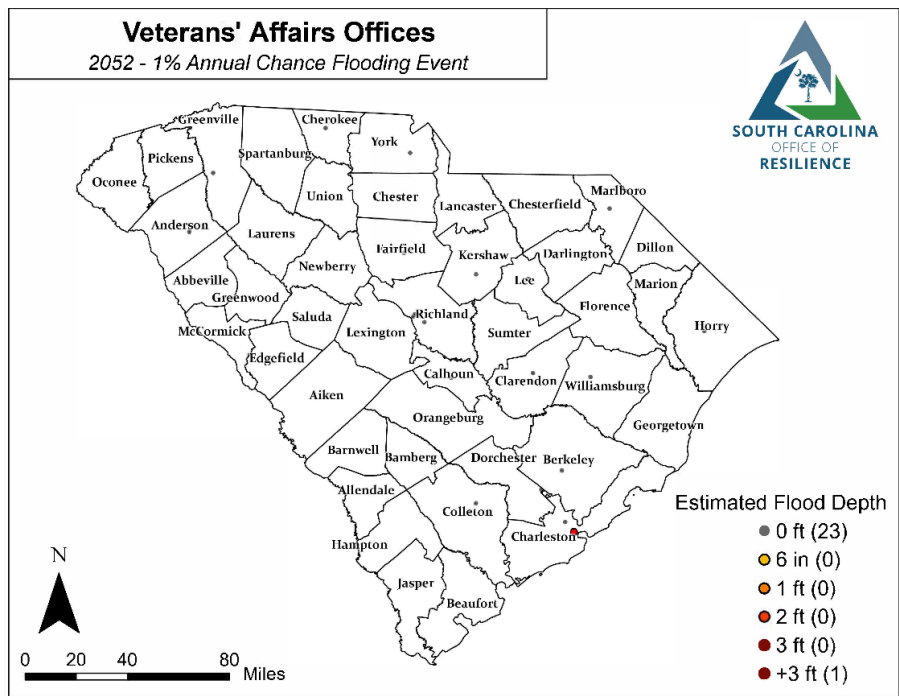 Veterans' Affairs Offices
2052 - 1% Annual Chance Flooding Event
SOUTH CAROLINA
OFFICE OF
RESILIENCE
Greenville
Cherokee
York
Pickens
Spartanburg
Oconee
Union
Chester
Lancaster
Chesterfield
Marlboro
Anderson
Laurens
Fairfield
Kershaw
Darlington
Dillon
Newberry
Lee
Abbeville
Greenwood
Marion
Florence
McCormick
Saluda
Lexington
Richland
Sumter
Horry
Edgefield
Calhoun
Clarendon
Williamsburg
Aiken
Orangeburg
Georgetown
Barnwell
Bamberg
Dorchester
Berkeley
Allendale
Colleton
Charleston
Hampton
Jasper
Beaufort
Estimated Flood Depth
0 ft (23)
6 in (0)
1 ft (0)
2 ft (0)
3 ft (0)
+3 ft (1)
N
0 20 40 80
Miles